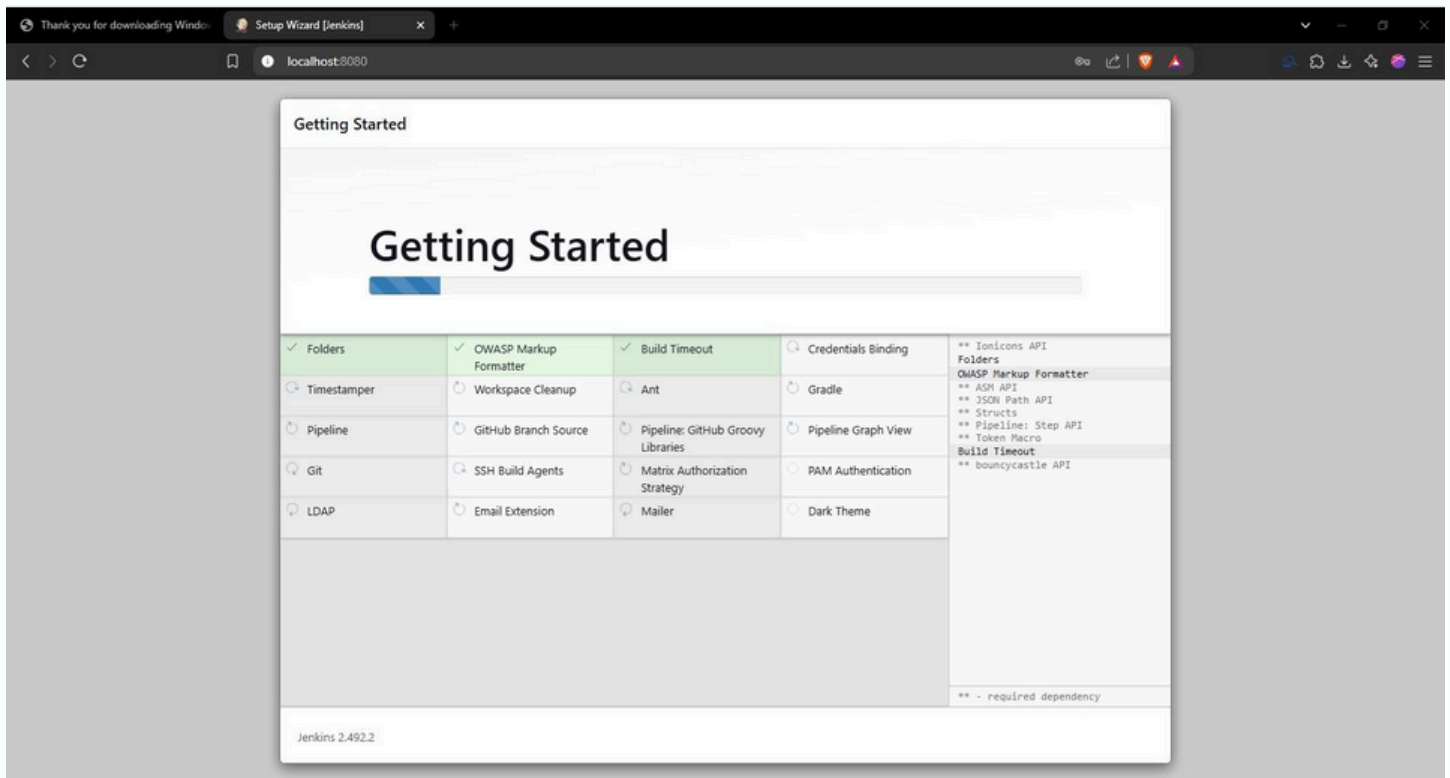 Thank you for downloading Windo
Setup Wizard [Jenkins]
localhost:8080
Getting Started
Getting Started
Folders
OWASP Markup
Formatter
Build Timeout
Credentials Binding
Timestamper
Workspace Cleanup
Ant
Gradle
Pipeline
GitHub Branch Source
Pipeline: GitHub Groovy
Libraries
Pipeline Graph View
Git
SSH Build Agents
Matrix Authorization
Strategy
PAM Authentication
LDAP
Email Extension
Mailer
Dark Theme
** Ionicons API
Folders
OWASP Markup Formatter
** ASM API
** JSON Path API
** Structs
** Pipeline: Step API
** Token Macro
Build Timeout
** bouncycastle API
** - required dependency
Jenkins 2.492.2